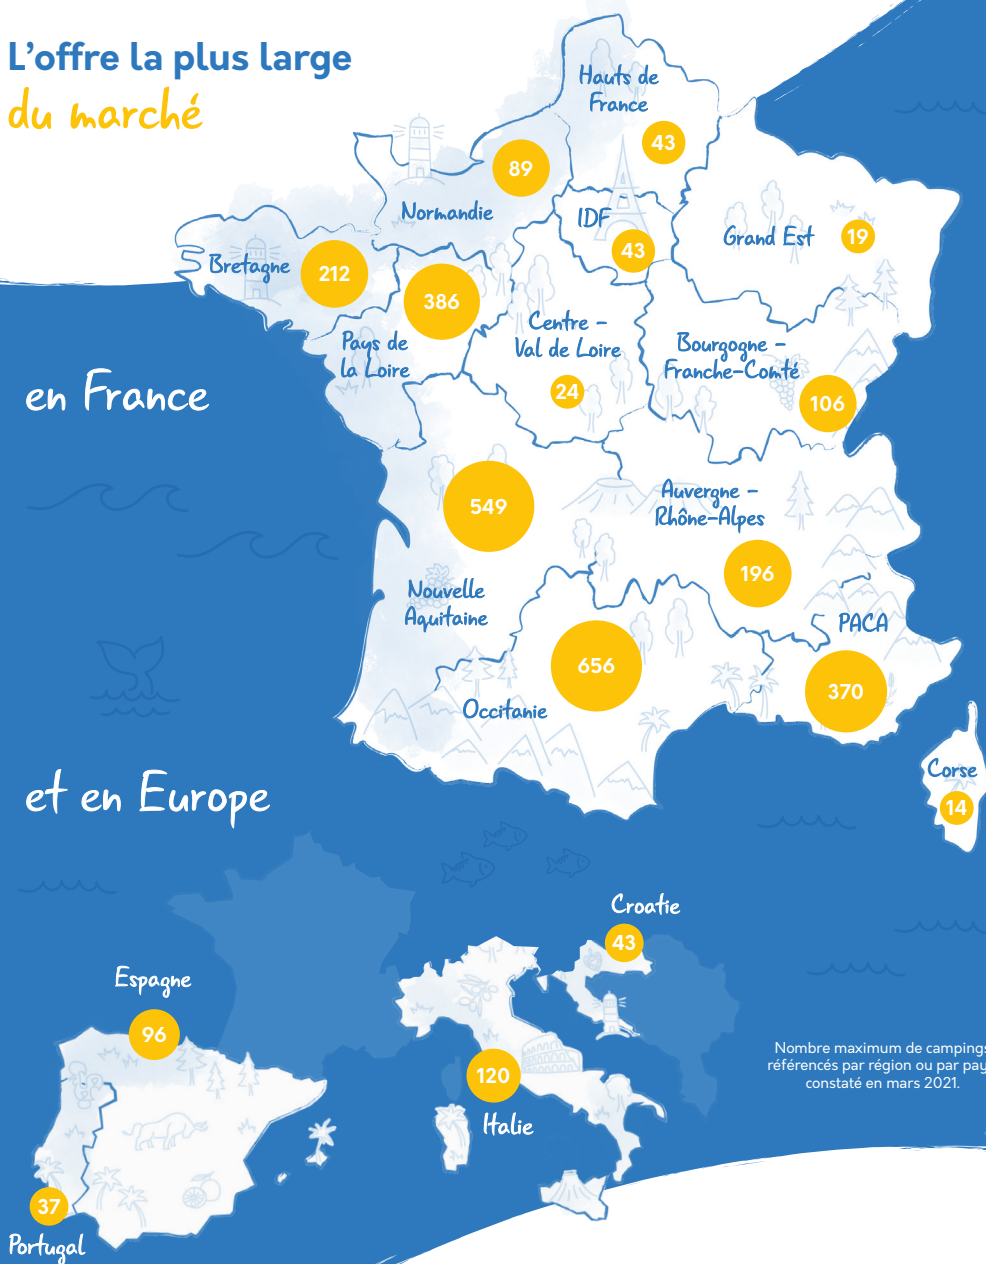 L'offre la plus large
du marché
Hauts de
France
43
89
Normandie
IDF
43
Grand Est
19
Bretagne
212
386
Pays de
la Loire
Centre –
Val de Loire
24
Bourgogne –
Franche-Comté
106
en France
549
Auvergne –
Rhône-Alpes
196
Nouvelle
Aquitaine
PACA
656
370
Occitanie
Corse
14
et en Europe
Croatie
43
Espagne
96
120
Italie
Nombre maximum de campings
référencés par région ou par pay
constaté en mars 2021.
37
Portugal